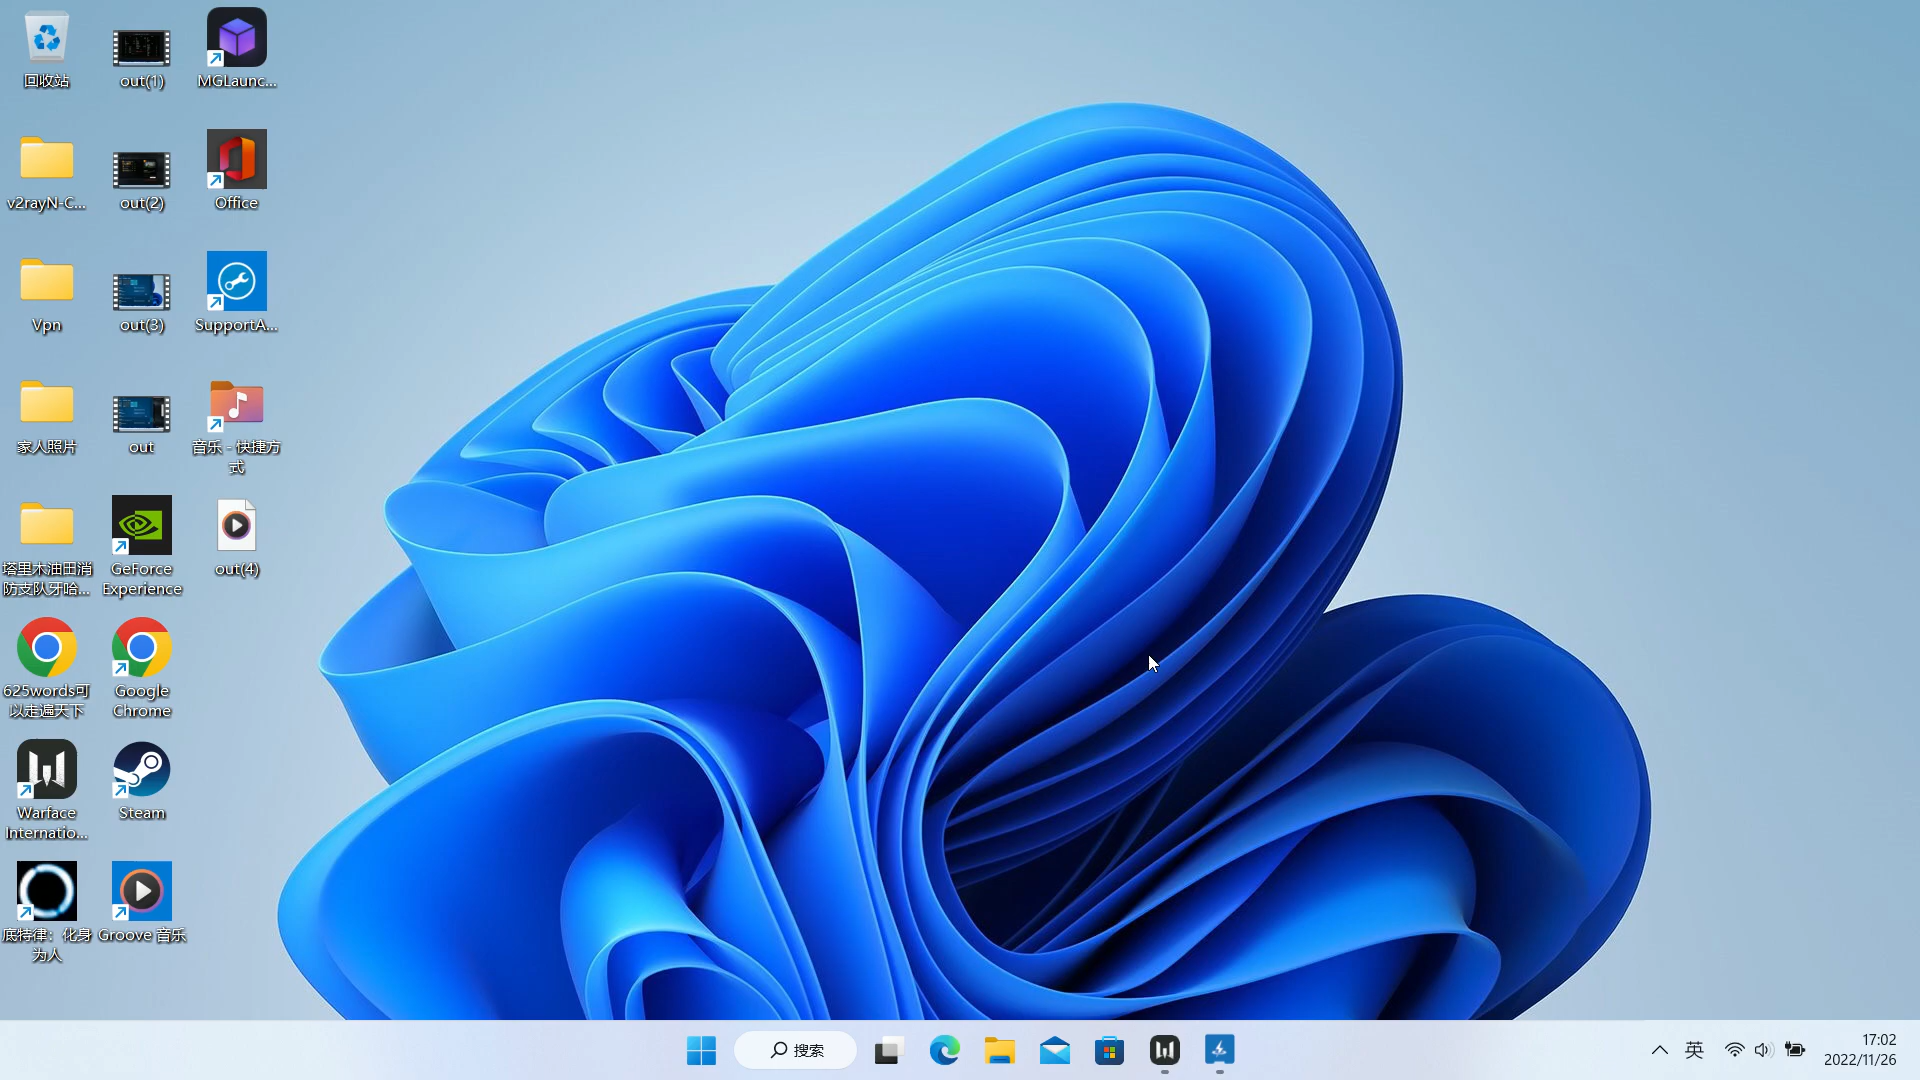 回收站
out(1)
MGLaunc...
v2rayN-C...
out(2)
Office
Vpn
out(3)
SupportA...
家人照片
out
音乐 - 快捷方
式
塔里木油田消
防支队牙哈...
GeForce
Experience
out(4)
625words可
以走遍天下
Google
Chrome
Warface
Internatio...
Steam
底特律：化身
为人
Groove 音乐
搜索
英
17:02
2022/11/26